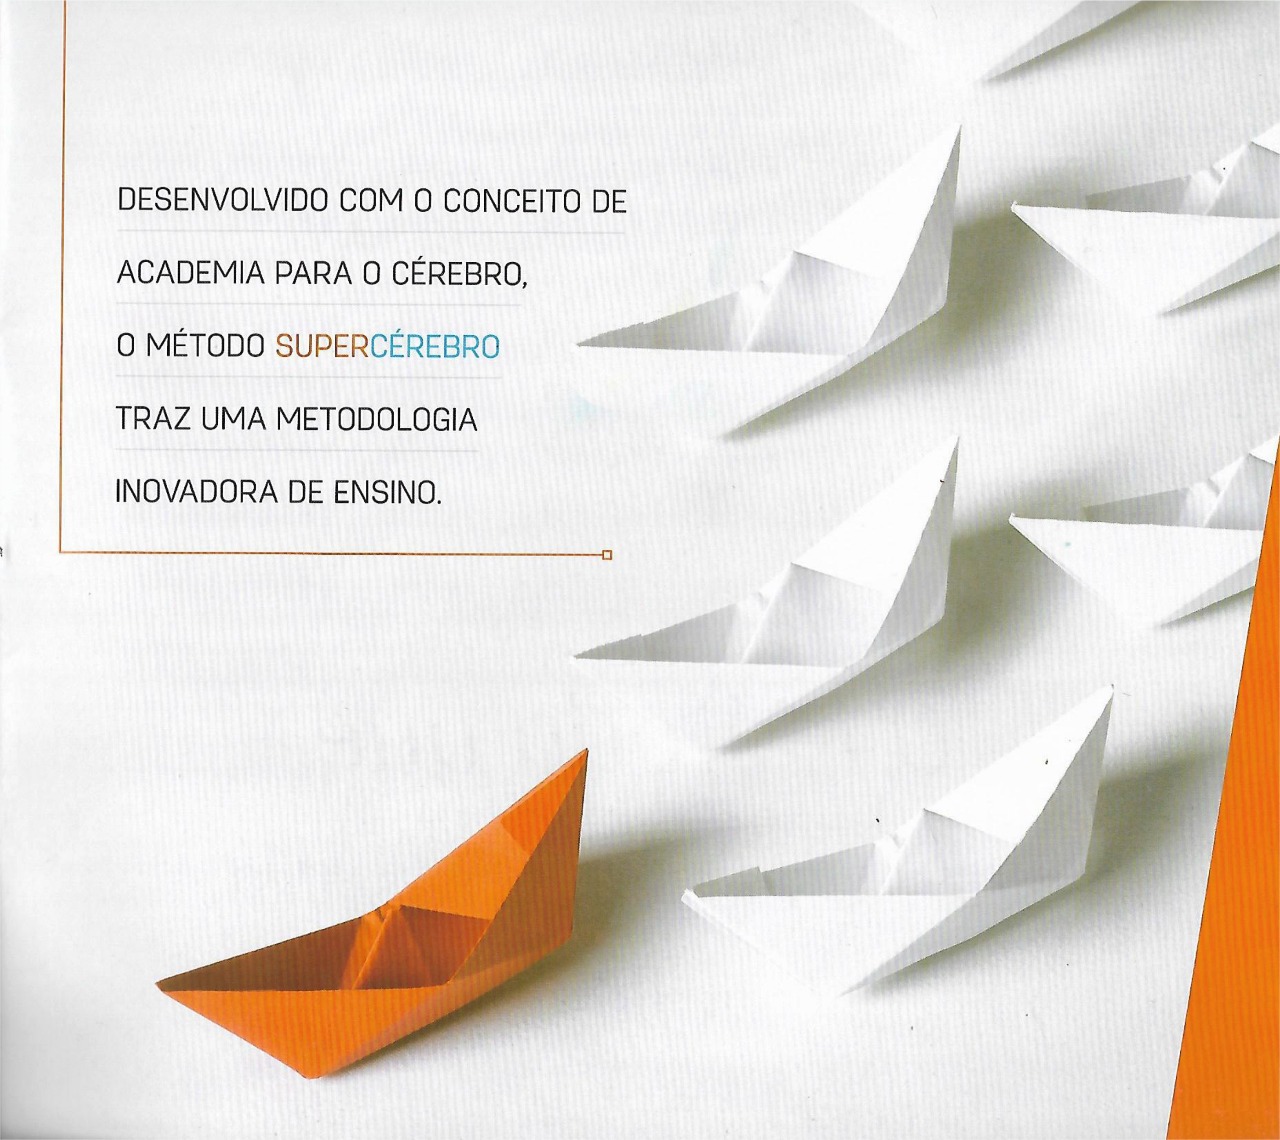 DESENVOLVIDO COM O CONCEITO DE
ACADEMIA PARA O CÉREBRO,
O MÉTODO SUPERCÉREBRO
TRAZ UMA METODOLOGIA
INOVADORA DE ENSINO.